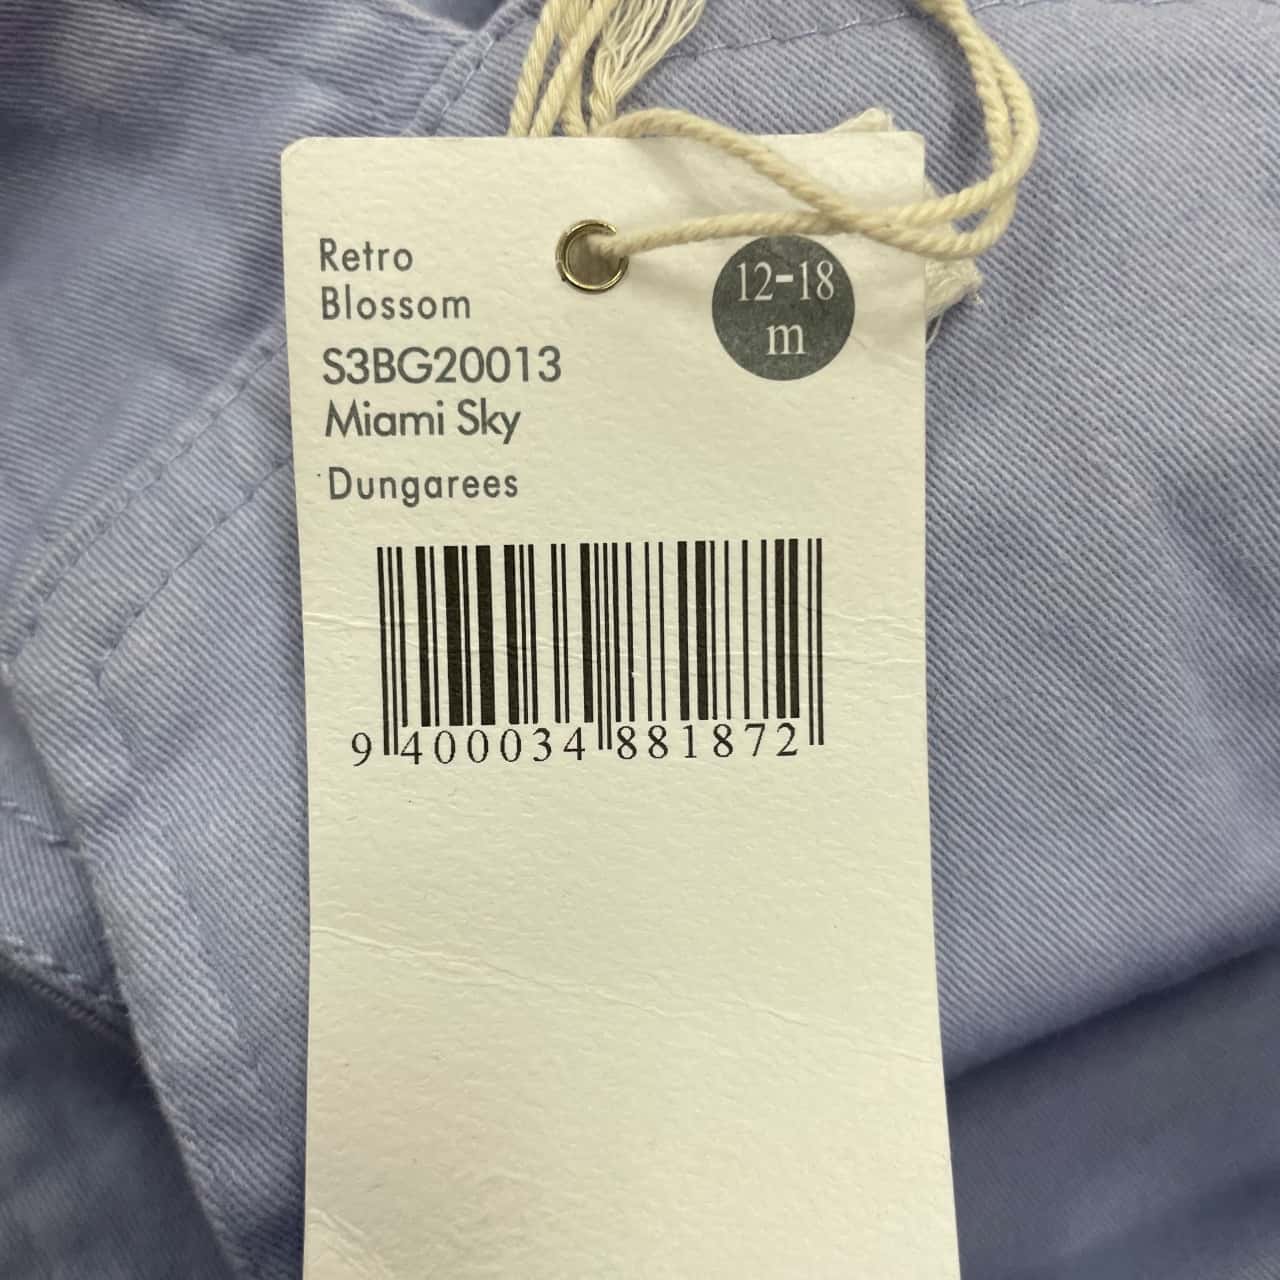 Retro
Blossom
12-18
m
S3BG20013
Miami Sky
Dungarees
9 400034 881872